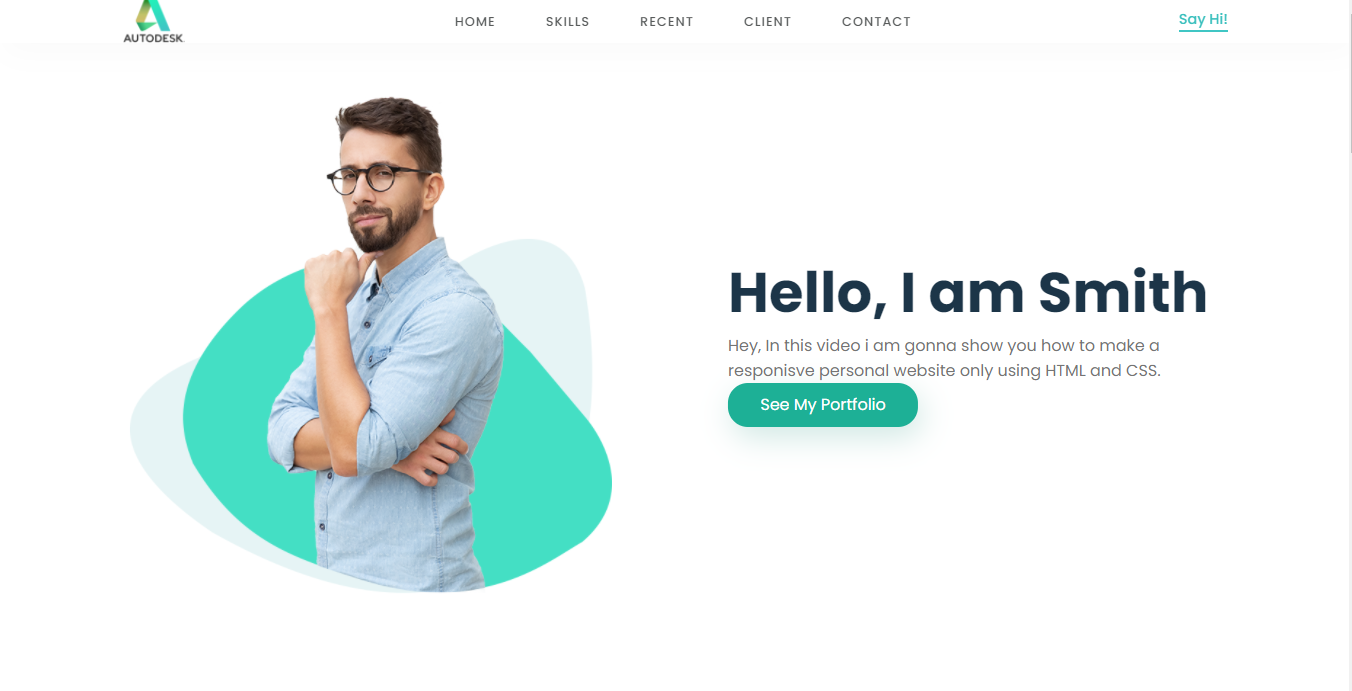 AUTODESK.
HOME SKILLS RECENT CLIENT CONTACT
Say Hi!
Hello, I am Smith
Hey, In this video i am gonna show you how to make a
responisve personal website only using HTML and CSS.
See My Portfolio